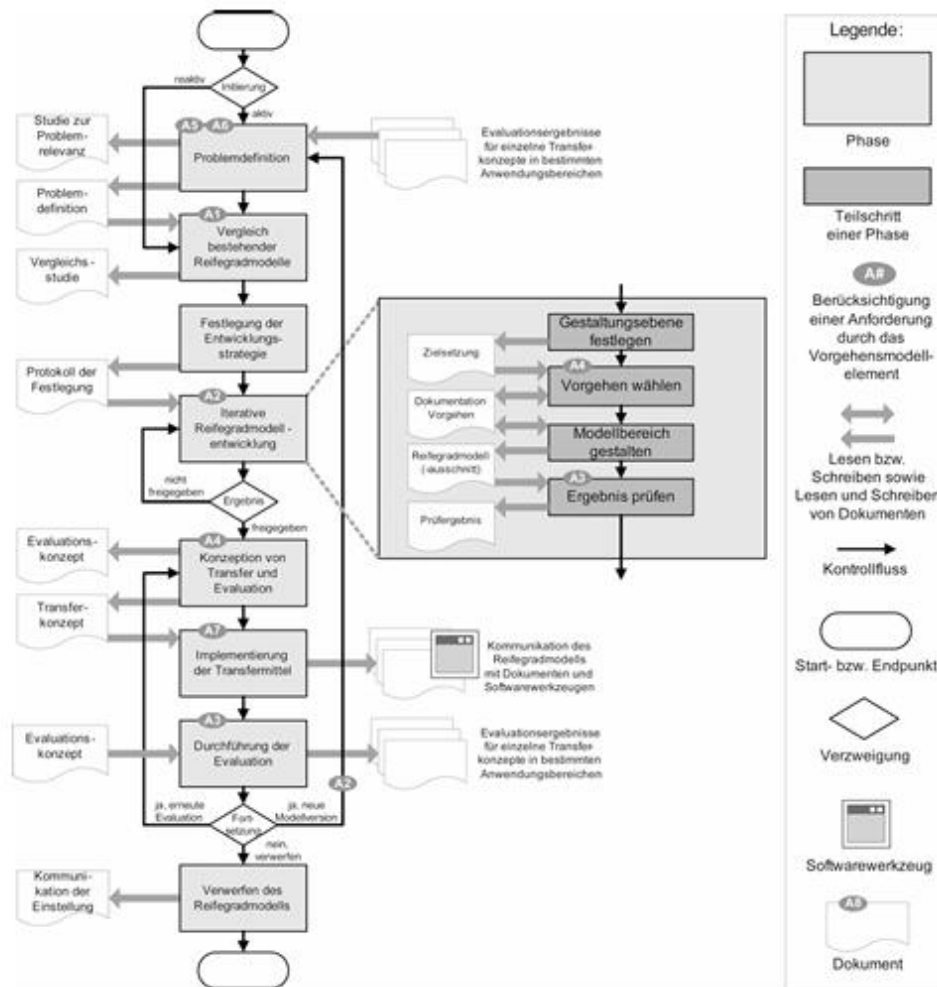 Initiierung
reaktiv
aktiv
A5
A6
Problemdefinition
Studie zur
Problem-
relevanz
Problem-
definition
Evaluationsergebnisse
für einzelne Transfer-
konzepte in bestimmten
Anwendungsbereichen
A1
Vergleich
bestehender
Reifegradmodelle
Vergleichs-
studie
Festlegung der
Entwicklungs-
strategie
Protokoll der
Festlegung
A2
Iterative
Reifegradmodell-
entwicklung
nicht
freigegeben
Ergebnis
freigegeben
Evaluations-
konzept
A4
Konzeption von
Transfer und
Evaluation
Transfer-
konzept
A7
Implementierung
der Transfermittel
Kommunikation des
Reifegradmodells
mit Dokumenten und
Softwarewerkzeugen
Evaluations-
konzept
A3
Durchführung der
Evaluation
Evaluationsergebnisse
für einzelne Transfer-
konzepte in bestimmten
Anwendungsbereichen
A2
ja, erneute
Evaluation
Fort-
setzung
ja, neue
Modellversion
nein,
verwerfen
Kommuni-
kation der
Einstellung
Verwerfen des
Reifegradmodells
Gestaltungsebene
festlegen
Zielsetzung
A4
Vorgehen wählen
Dokumentation
Vorgehen
Modellbereich
gestalten
Reifegradmodell
(-ausschnitt)
A3
Ergebnis prüfen
Prüfergebnis
Legende:
Phase
Teilschritt
einer Phase
A#
Berücksichtigung
einer Anforderung
durch das
Vorgehensmodell-
element
Lesen bzw.
Schreiben sowie
Lesen und Schreiben
von Dokumenten
Kontrollfluss
Start- bzw. Endpunkt
Verzweigung
Softwarewerkzeug
A8
Dokument